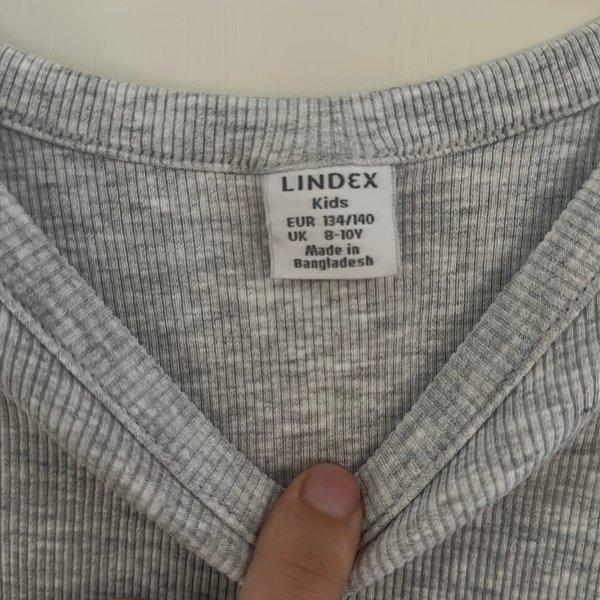 LINDEX
Kids
EUR 134/140
UK 8-10Y
Made in
Bangladesh